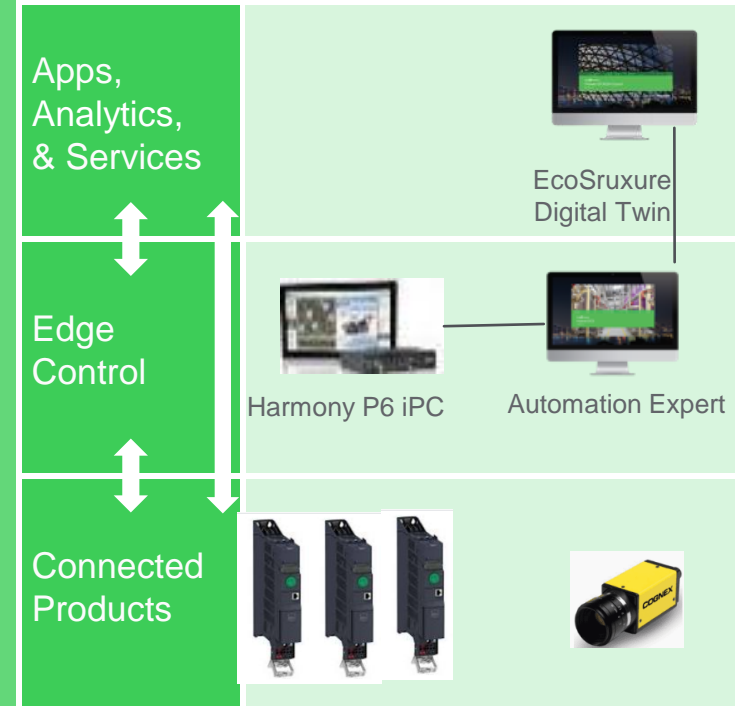 Apps,
Analytics,
& Services
EcoSruxure
Digital Twin
Edge
Control
Harmony P6 iPC
Automation Expert
Connected
Products
COGNEX